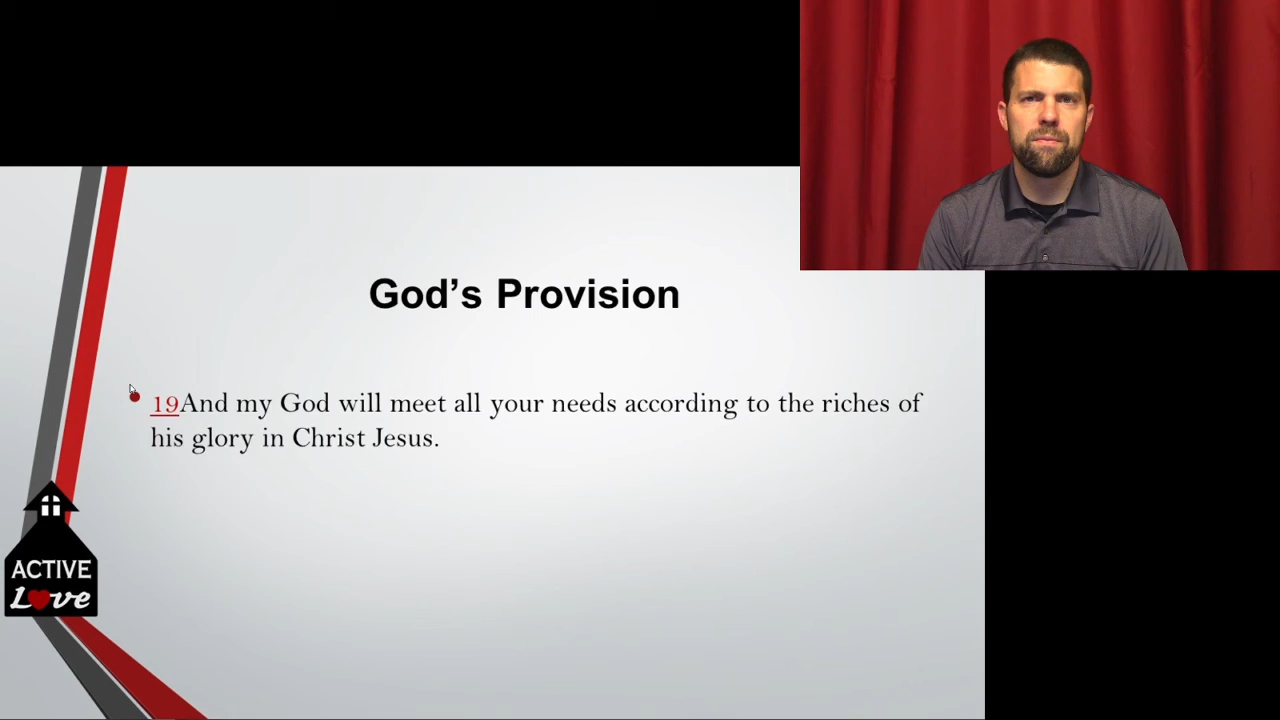 God’s Provision
19And my God will meet all your needs according to the riches of
his glory in Christ Jesus.
ACTIVE
Love